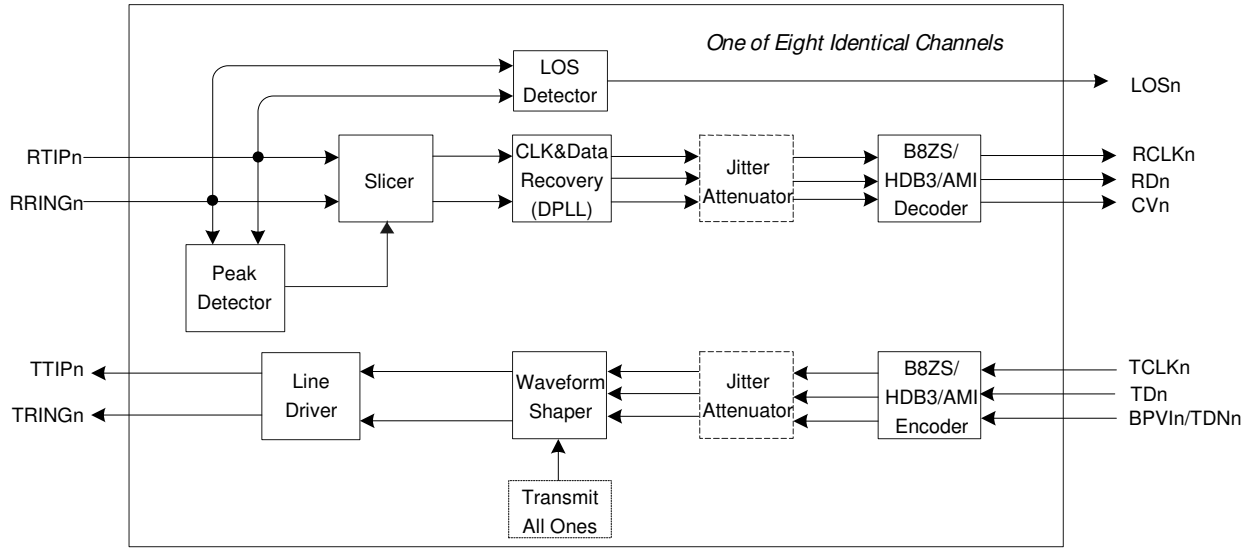 One of Eight Identical Channels
LOS
Detector
LOSn
RTIPn
RRINGn
Slicer
CLK&Data
Recovery
(DPLL)
Jitter
Attenuator
B8ZS/
HDB3/AMI
Decoder
RCLKn
RDn
CVn
Peak
Detector
TTIPn
TRINGn
Line
Driver
Waveform
Shaper
Jitter
Attenuator
B8ZS/
HDB3/AMI
Encoder
TCLKn
TDn
BPVIn/TDNn
Transmit
All Ones